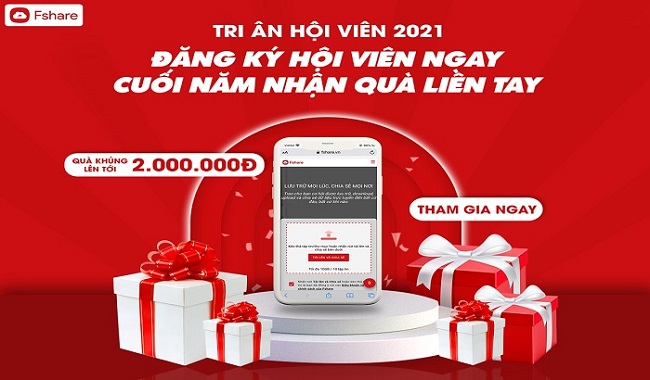 Fshare
TRI ÂN HỘI VIÊN 2021
ĐĂNG KÝ HỘI VIÊN NGAY
CUỐI NĂM NHẬN QUÀ LIỀN TAY
QUÀ KHỦNG
LÊN TỚI 2.000.000Đ
THAM GIA NGAY
fshare.vn
Fshare
LƯU TRỮ MỌI LÚC, CHIA SẺ MỌI NƠI